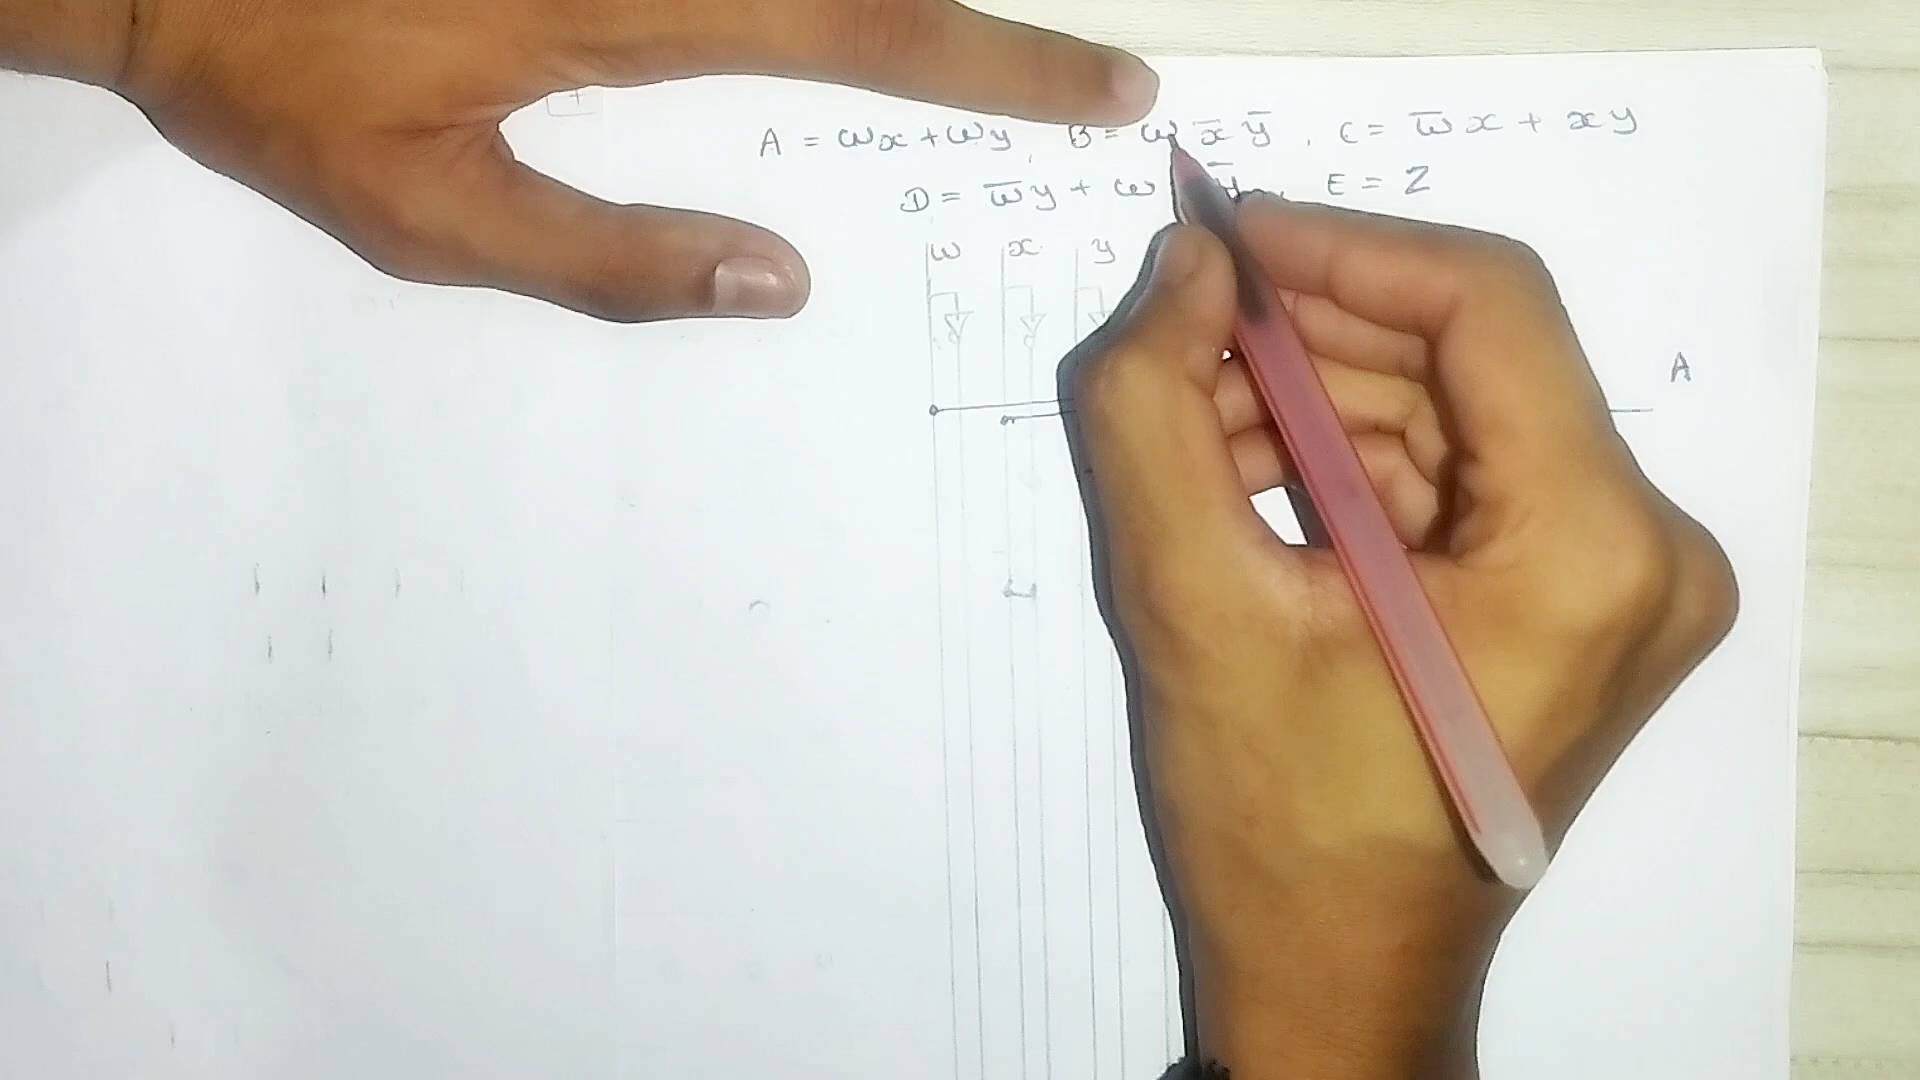 A = wx + wy, B = w x̅ y̅, C = w̅x + xy
D = w̅y + w y̅, E = Z
w x y
A